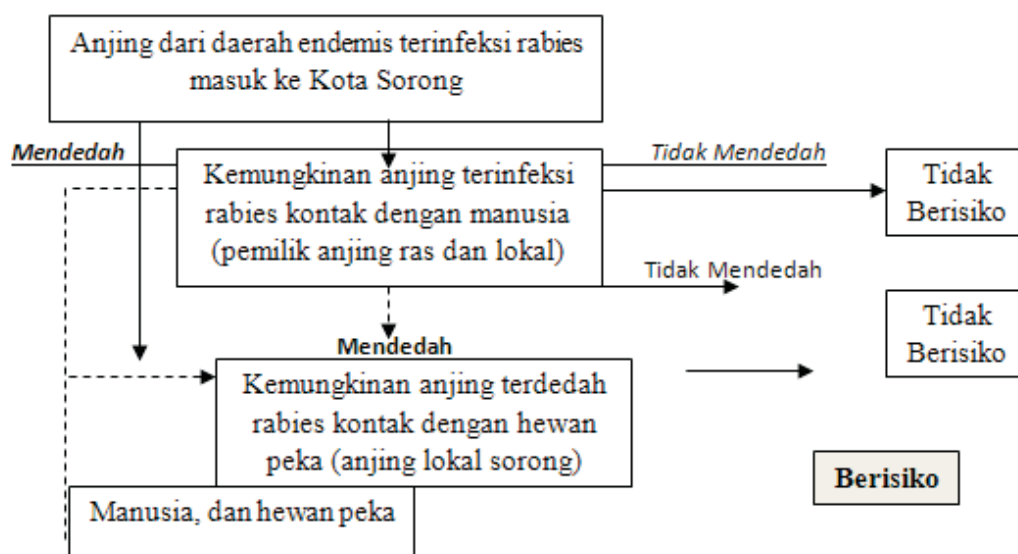 Anjing dari daerah endemis terinfeksi rabies
masuk ke Kota Sorong
Mendedah
Tidak Mendedah
Kemungkinan anjing terinfeksi
rabies kontak dengan manusia
(pemilik anjing ras dan lokal)
Tidak
Berisiko
Tidak Mendedah
Tidak
Berisiko
Mendedah
Kemungkinan anjing terdedah
rabies kontak dengan hewan
peka (anjing lokal sorong)
Berisiko
Manusia, dan hewan peka